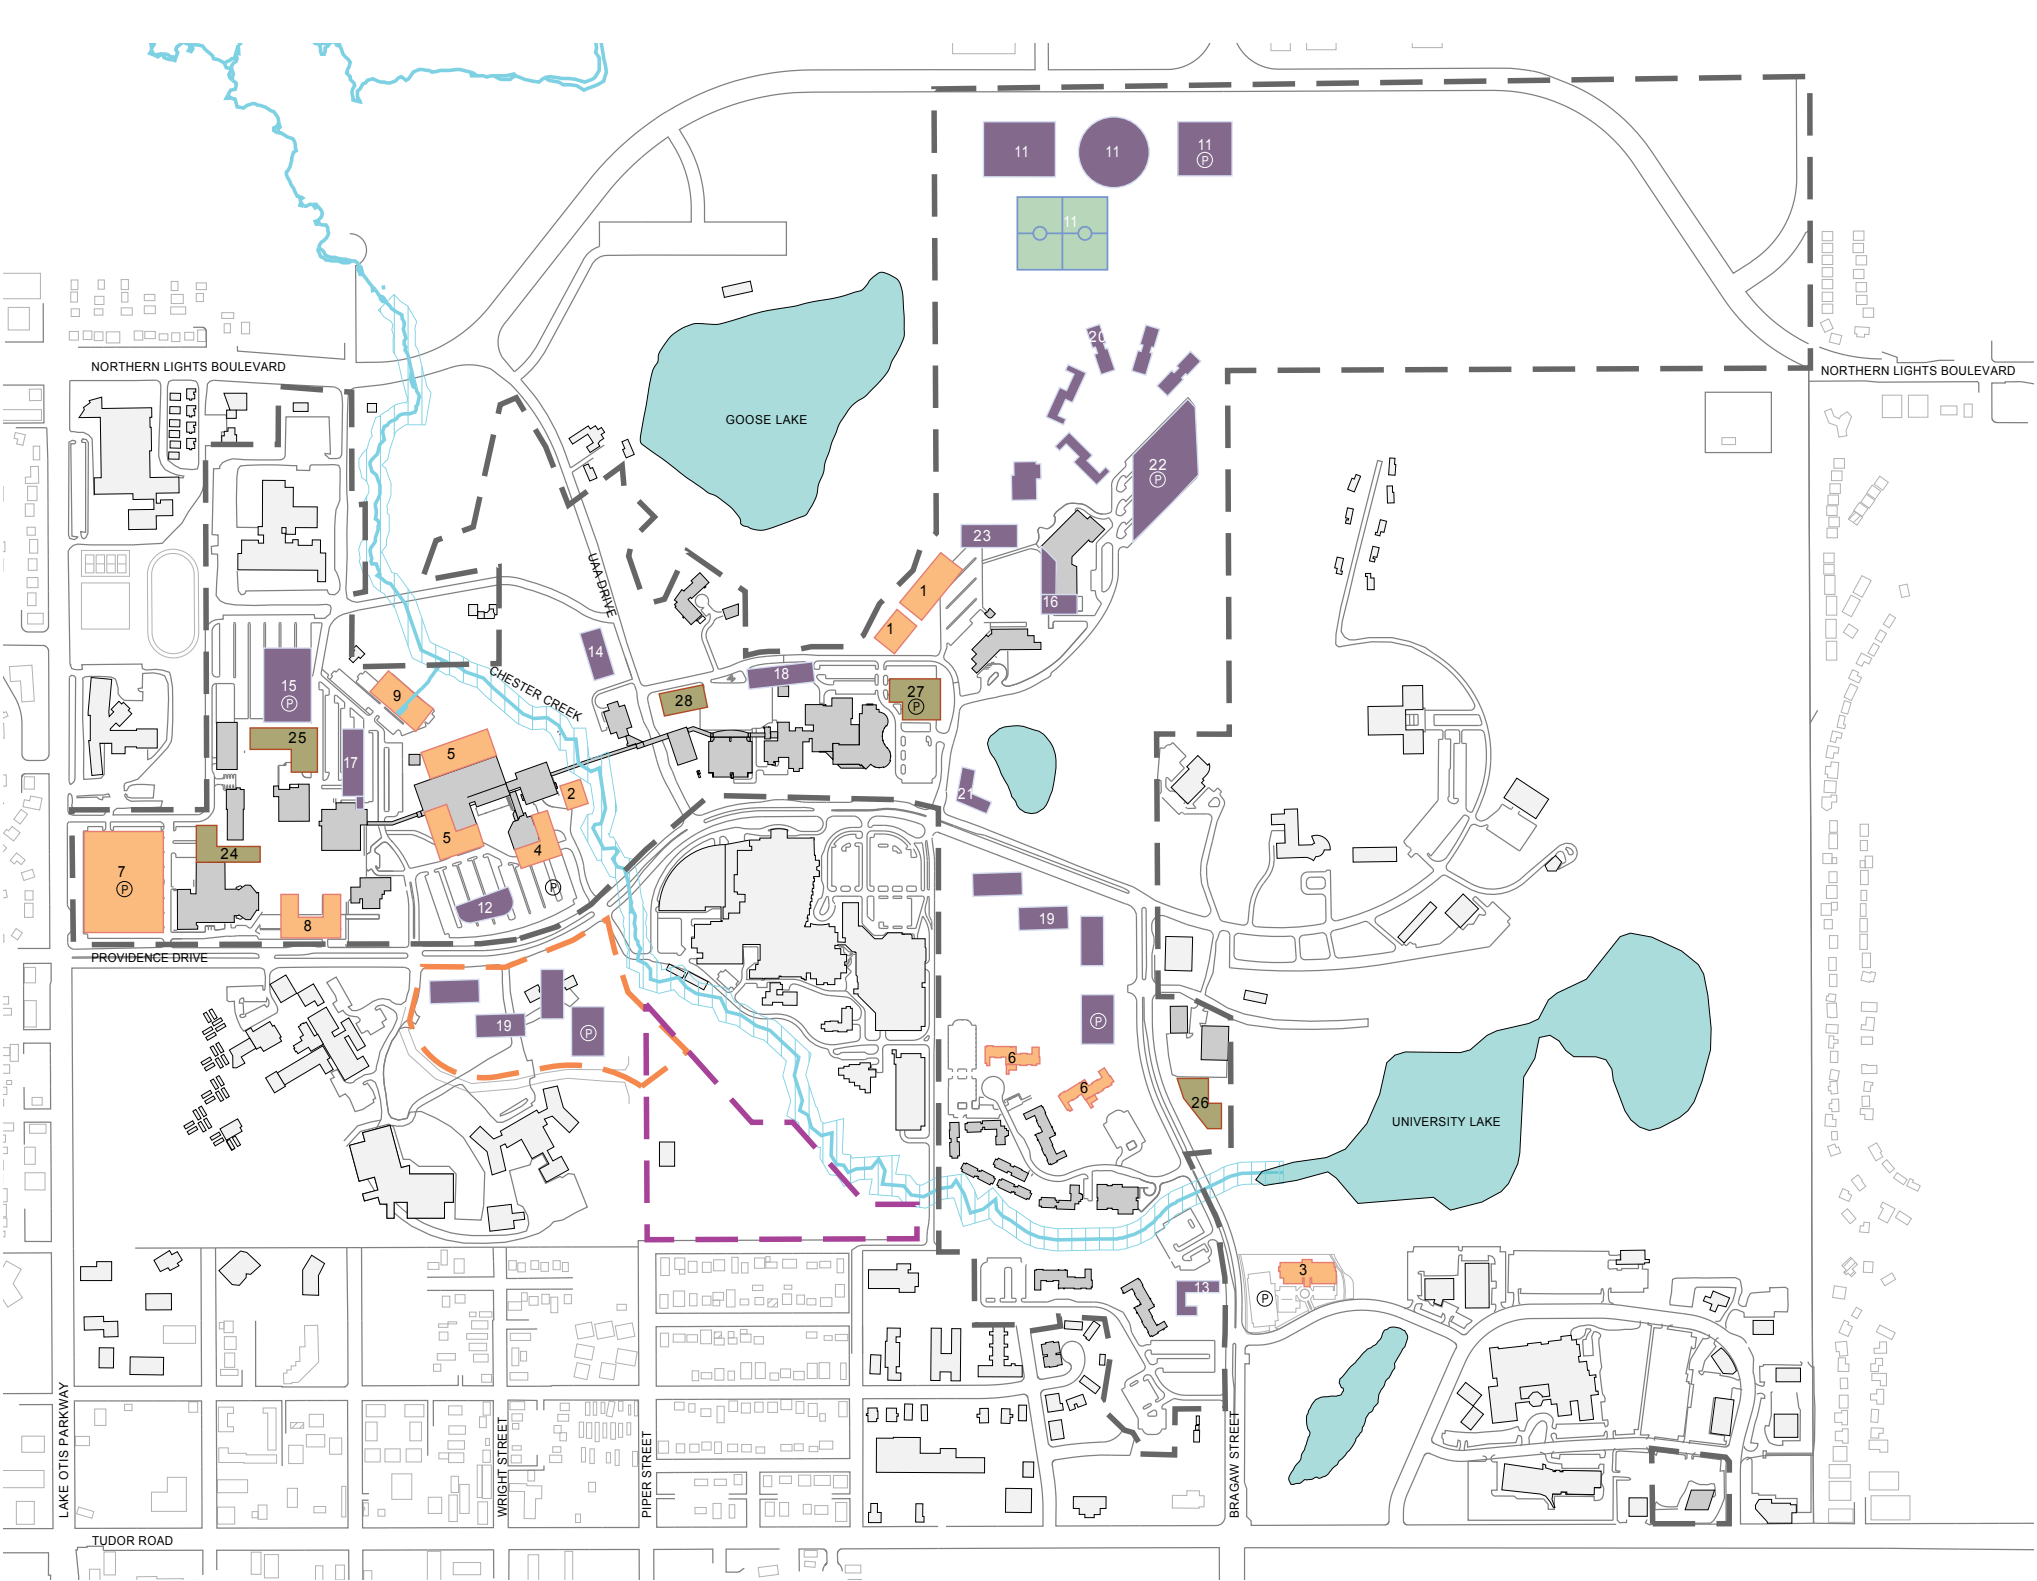 11
11
11
P
11
20
NORTHERN LIGHTS BOULEVARD
NORTHERN LIGHTS BOULEVARD
GOOSE LAKE
22
P
23
UAA DRIVE
1
16
1
14
18
15
P
9
CHESTER CREEK
28
27
P
25
5
17
2
21
5
4
24
7
P
P
12
8
19
PROVIDENCE DRIVE
19
P
P
6
6
26
UNIVERSITY LAKE
3
13
P
LAKE OTIS PARKWAY
WRIGHT STREET
PIPER STREET
BRAGAW STREET
TUDOR ROAD